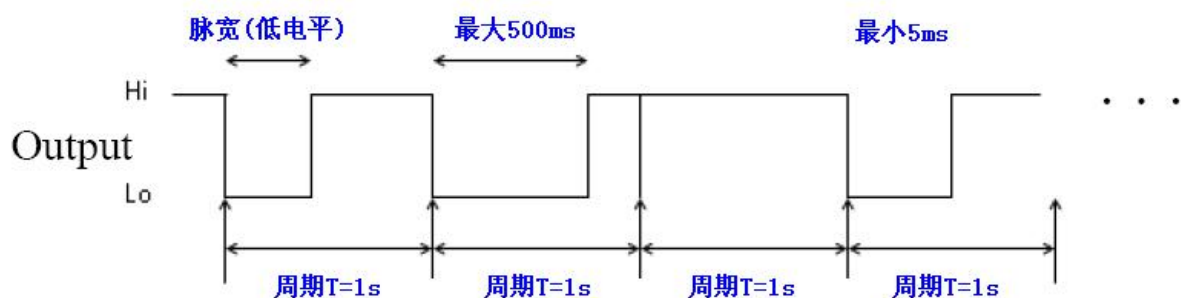 脉宽(低电平)
最大500ms
最小5ms
Hi
Output
Lo
周期T=1s
周期T=1s
周期T=1s
周期T=1s